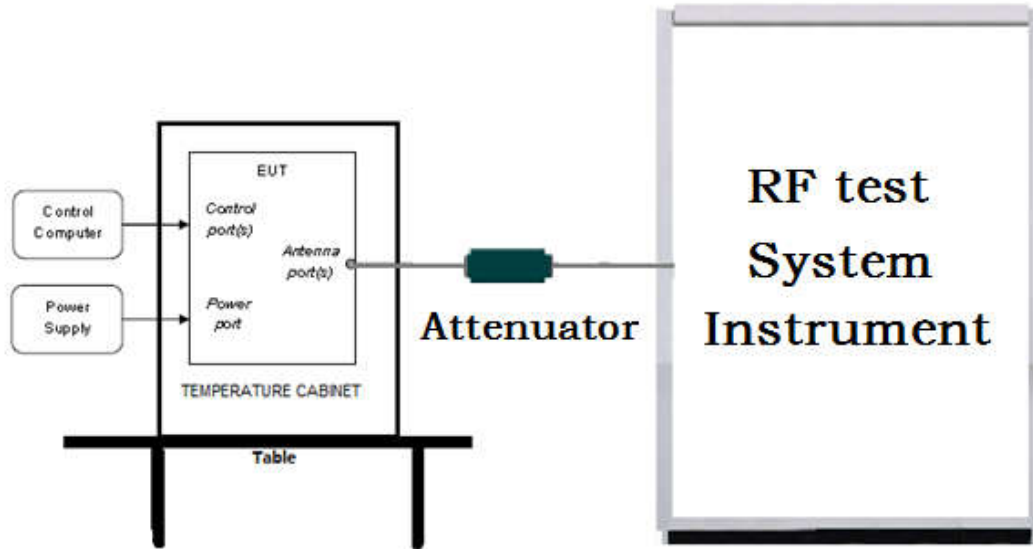 EUT
Control
Computer
Control
port(s)
Antenna
port(s)
Power
Supply
Power
port
TEMPERATURE CABINET
Table
Attenuator
RF test
System
Instrument